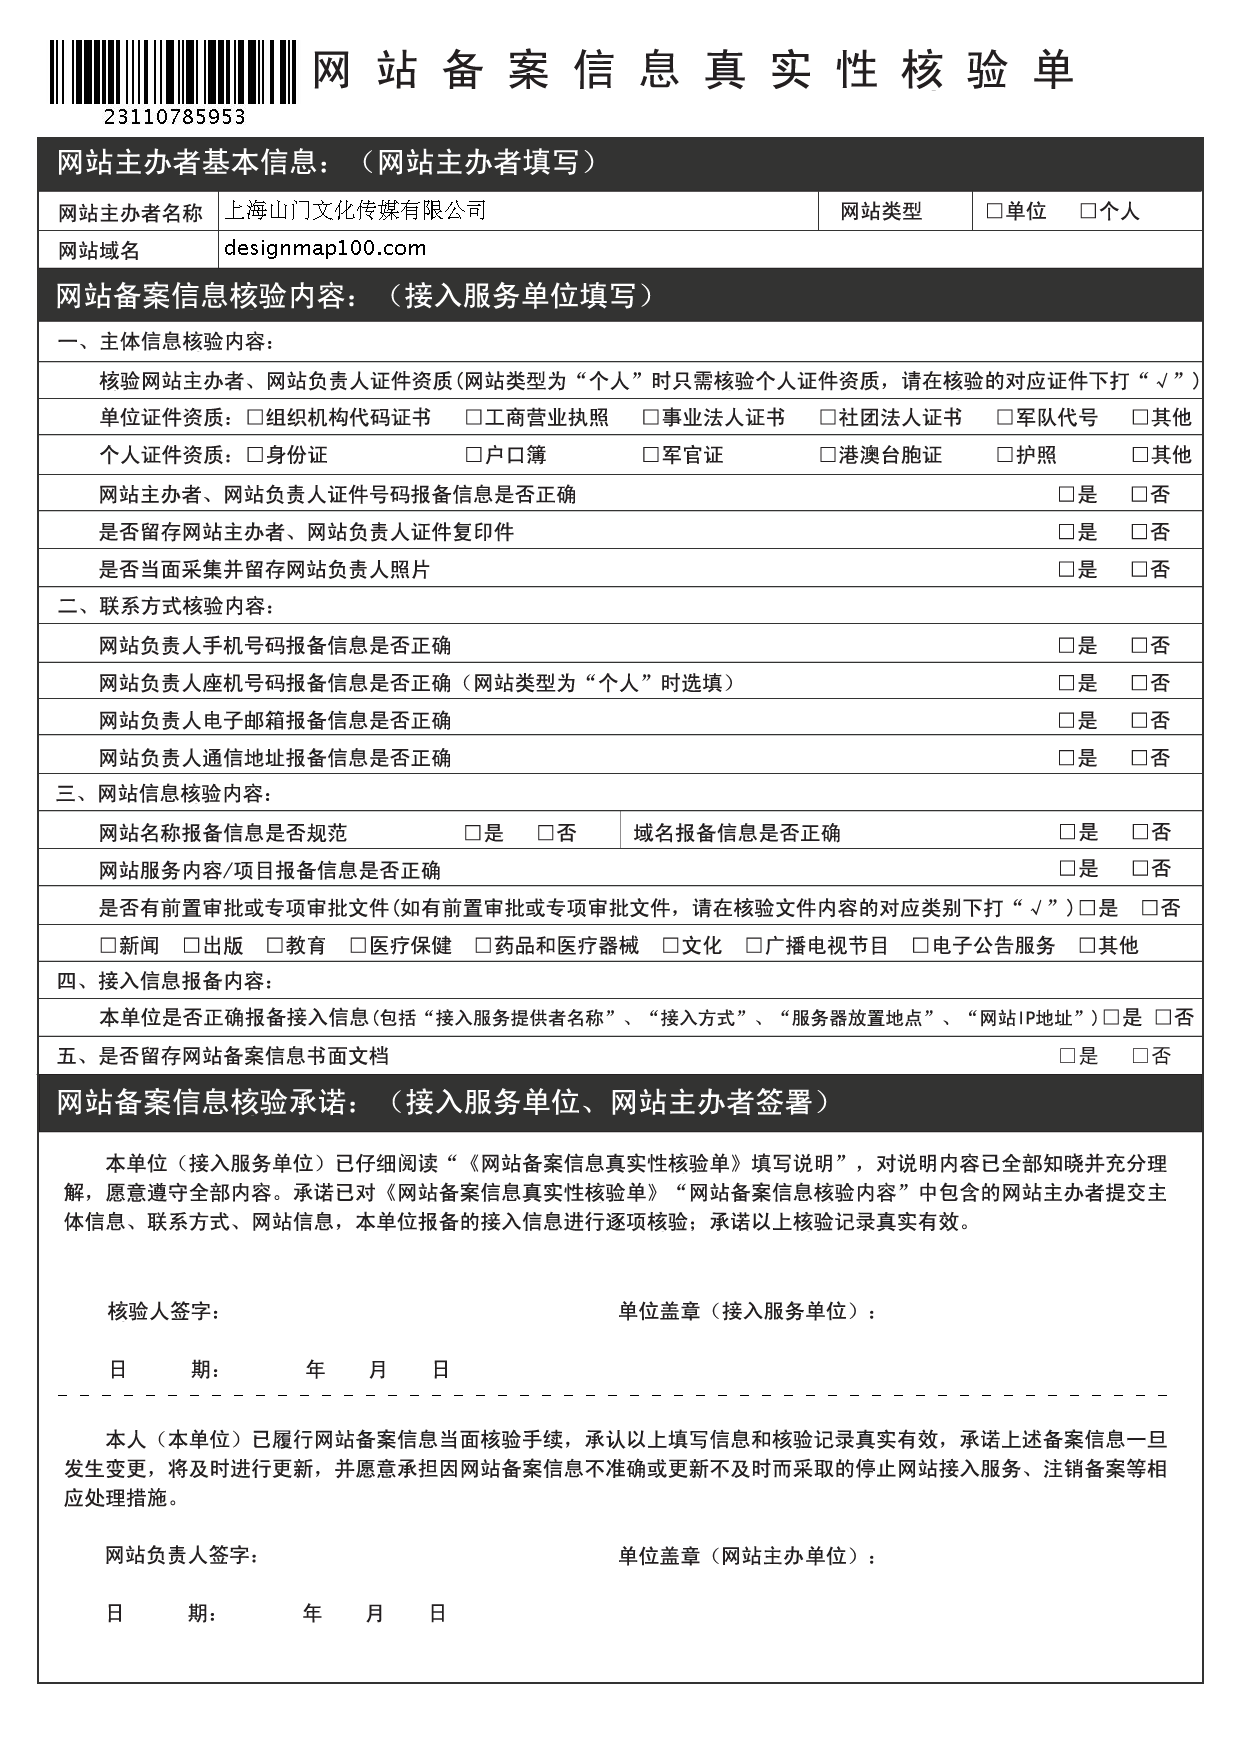 网站备案信息真实性核验单
23110785953
网站主办者基本信息：（网站主办者填写）
网站主办者名称 上海山门文化传媒有限公司 网站类型 □单位 □个人
网站域名 designmap100.com
网站备案信息核验内容：（接入服务单位填写）
一、主体信息核验内容：
核验网站主办者、网站负责人证件资质(网站类型为“个人”时只需核验个人证件资质，请在核验的对应证件下打“√”)
单位证件资质：□组织机构代码证书 □工商营业执照 □事业法人证书 □社团法人证书 □军队代号 □其他
个人证件资质：□身份证 □户口簿 □军官证 □港澳台胞证 □护照 □其他
网站主办者、网站负责人证件号码报备信息是否正确 □是 □否
是否留存网站主办者、网站负责人证件复印件 □是 □否
是否当面采集并留存网站负责人照片 □是 □否
二、联系方式核验内容：
网站负责人手机号码报备信息是否正确 □是 □否
网站负责人座机号码报备信息是否正确（网站类型为“个人”时选填） □是 □否
网站负责人电子邮箱报备信息是否正确 □是 □否
网站负责人通信地址报备信息是否正确 □是 □否
三、网站信息核验内容：
网站名称报备信息是否规范 □是 □否 域名报备信息是否正确 □是 □否
网站服务内容/项目报备信息是否正确 □是 □否
是否有前置审批或专项审批文件(如有前置审批或专项审批文件，请在核验文件内容的对应类别下打“√”)□是 □否
□新闻 □出版 □教育 □医疗保健 □药品和医疗器械 □文化 □广播电视节目 □电子公告服务 □其他
四、接入信息报备内容：
本单位是否正确报备接入信息(包括“接入服务提供者名称”、“接入方式”、“服务器放置地点”、“网站IP地址”)□是 □否
五、是否留存网站备案信息书面文档 □是 □否
网站备案信息核验承诺：（接入服务单位、网站主办者签署）
本单位（接入服务单位）已仔细阅读“《网站备案信息真实性核验单》填写说明”，对说明内容已全部知晓并充分理
解，愿意遵守全部内容。承诺已对《网站备案信息真实性核验单》“网站备案信息核验内容”中包含的网站主办者提交主
体信息、联系方式、网站信息，本单位报备的接入信息进行逐项核验；承诺以上核验记录真实有效。
核验人签字： 单位盖章（接入服务单位）：
日 期： 年 月 日
本人（本单位）已履行网站备案信息当面核验手续，承认以上填写信息和核验记录真实有效，承诺上述备案信息一旦
发生变更，将及时进行更新，并愿意承担因网站备案信息不准确或更新不及时而采取的停止网站接入服务、注销备案等相
应处理措施。
网站负责人签字： 单位盖章（网站主办单位）：
日 期： 年 月 日